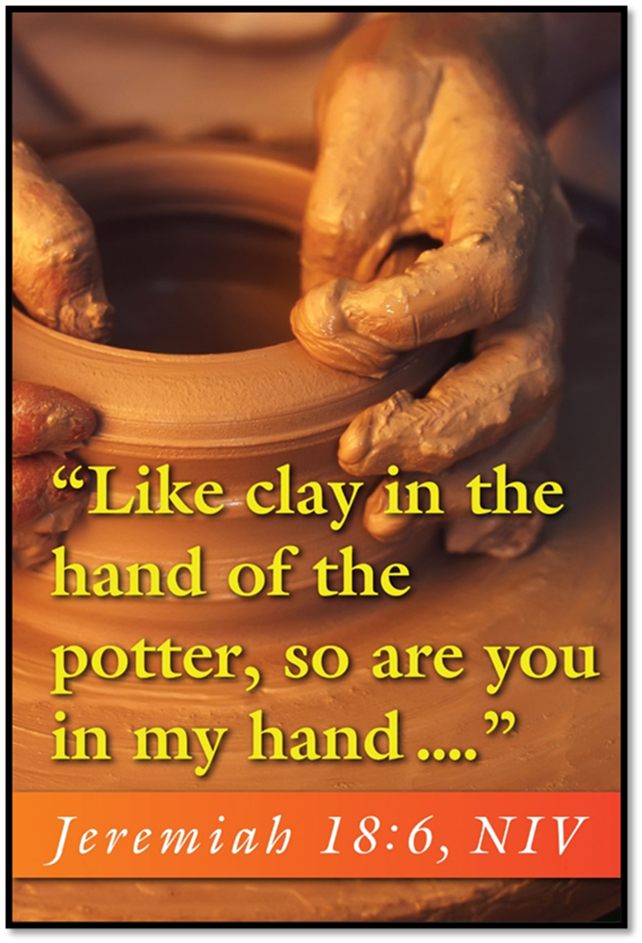 “Like clay in the
hand of the
potter, so are you
in my hand ....”
Jeremiah 18:6, NIV